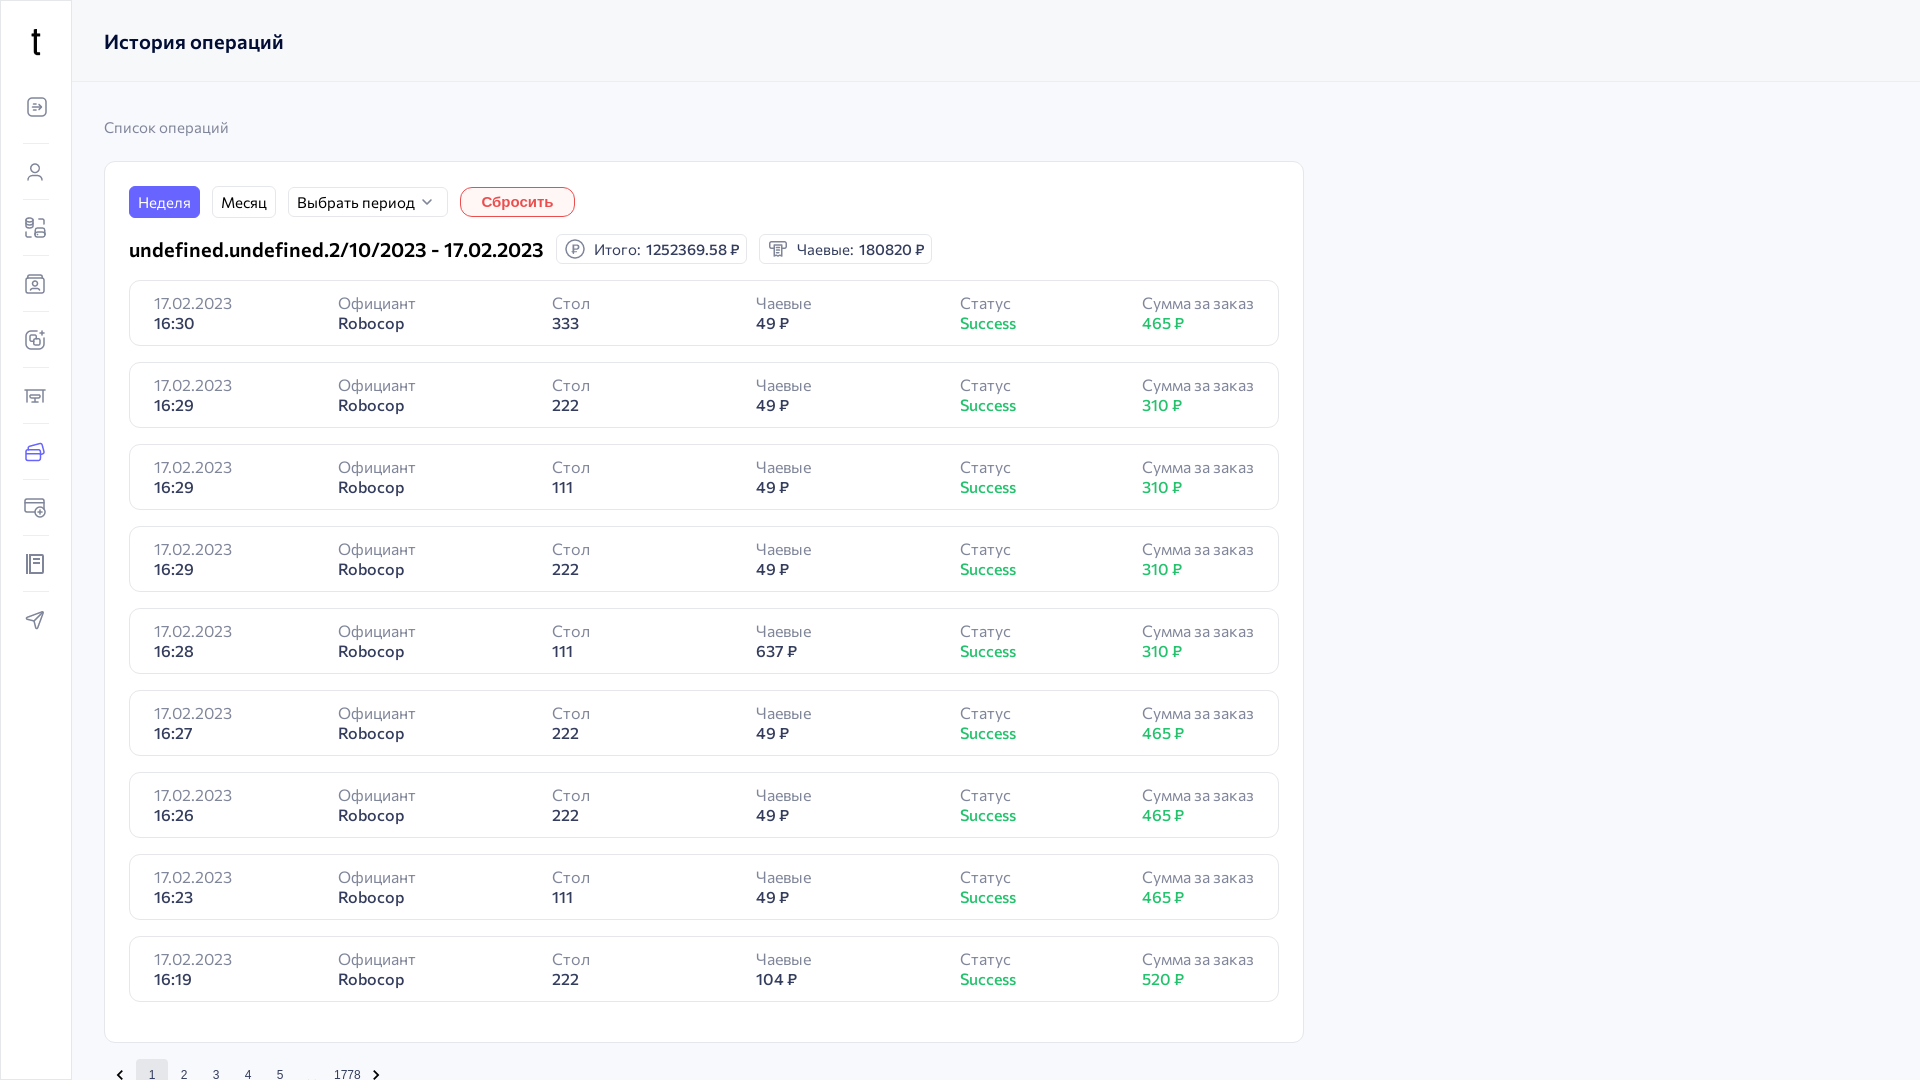 t
История операций
Список операций
Неделя Месяц Выбрать период Сбросить
undefined.undefined.2/10/2023 - 17.02.2023 Итого: 1252369.58 ₽ Чаевые: 180820 ₽
17.02.2023 Официант Стол Чаевые Статус Сумма за заказ
16:30 Robocop 333 49 ₽ Success 465 ₽
17.02.2023 Официант Стол Чаевые Статус Сумма за заказ
16:29 Robocop 222 49 ₽ Success 310 ₽
17.02.2023 Официант Стол Чаевые Статус Сумма за заказ
16:29 Robocop 111 49 ₽ Success 310 ₽
17.02.2023 Официант Стол Чаевые Статус Сумма за заказ
16:29 Robocop 222 49 ₽ Success 310 ₽
17.02.2023 Официант Стол Чаевые Статус Сумма за заказ
16:28 Robocop 111 637 ₽ Success 310 ₽
17.02.2023 Официант Стол Чаевые Статус Сумма за заказ
16:27 Robocop 222 49 ₽ Success 465 ₽
17.02.2023 Официант Стол Чаевые Статус Сумма за заказ
16:26 Robocop 222 49 ₽ Success 465 ₽
17.02.2023 Официант Стол Чаевые Статус Сумма за заказ
16:23 Robocop 111 49 ₽ Success 465 ₽
17.02.2023 Официант Стол Чаевые Статус Сумма за заказ
16:19 Robocop 222 104 ₽ Success 520 ₽
1 2 3 4 5 1778